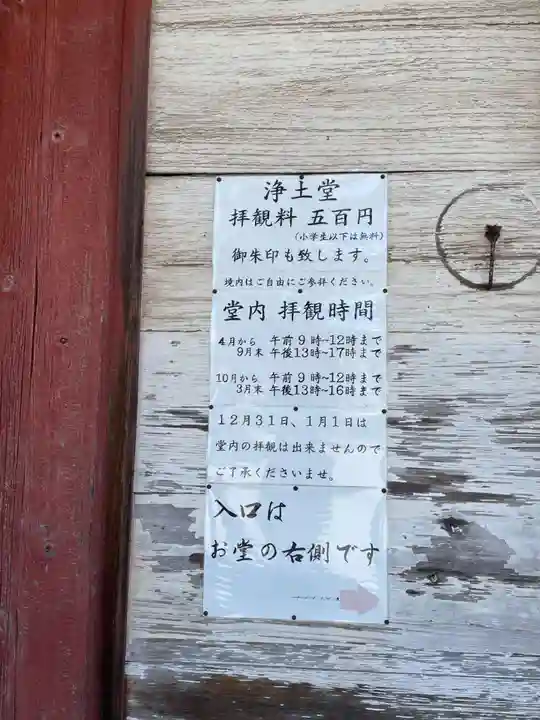 浄土堂
拝観料 五百円
(小学生以下は無料)
御朱印も致します。
境内はご自由にご参拝ください。
堂内 拝観時間
4月から 午前9時~12時まで
9月末 午後13時~17時まで
10月から 午前9時~12時まで
3月末 午後13時~16時まで
12月31日、1月1日は
堂内の拝観は出来ませんので
ご了承くださいませ。
入口は
お堂の右側です